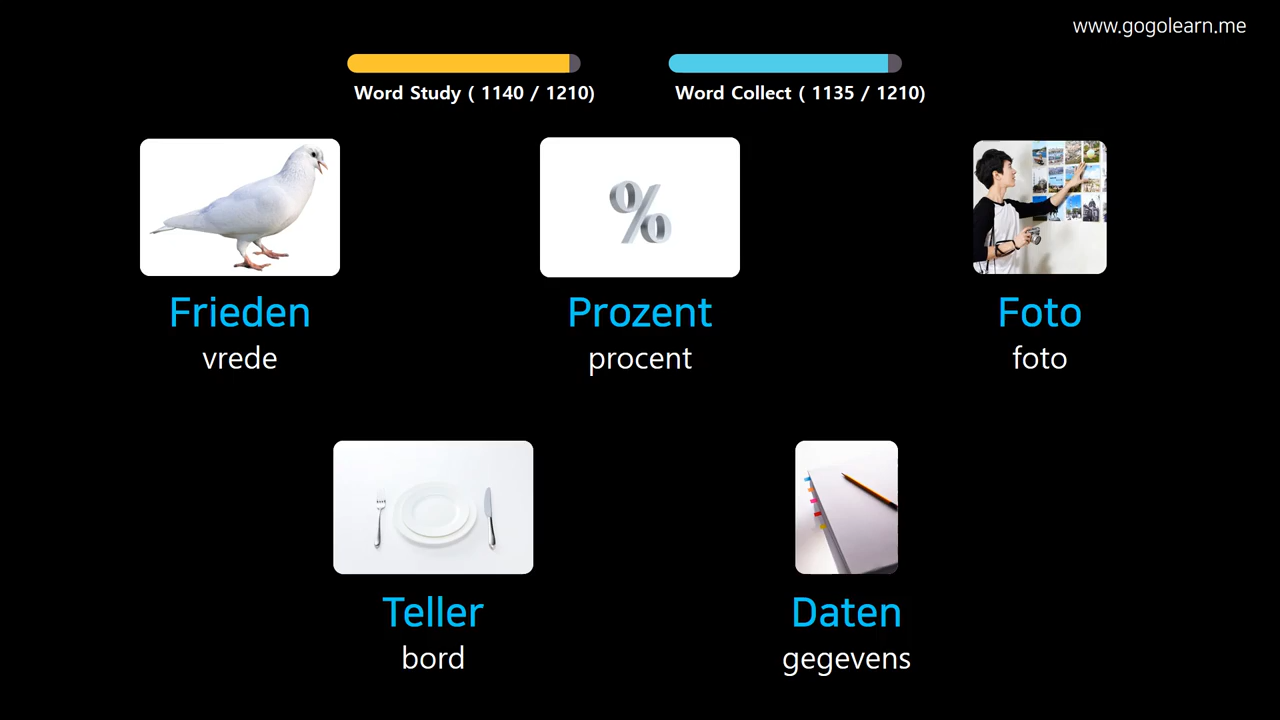 www.gogolearn.me
Word Study ( 1140 / 1210)
Word Collect ( 1135 / 1210)
%
Frieden
vrede
Prozent
procent
Foto
foto
Teller
bord
Daten
gegevens